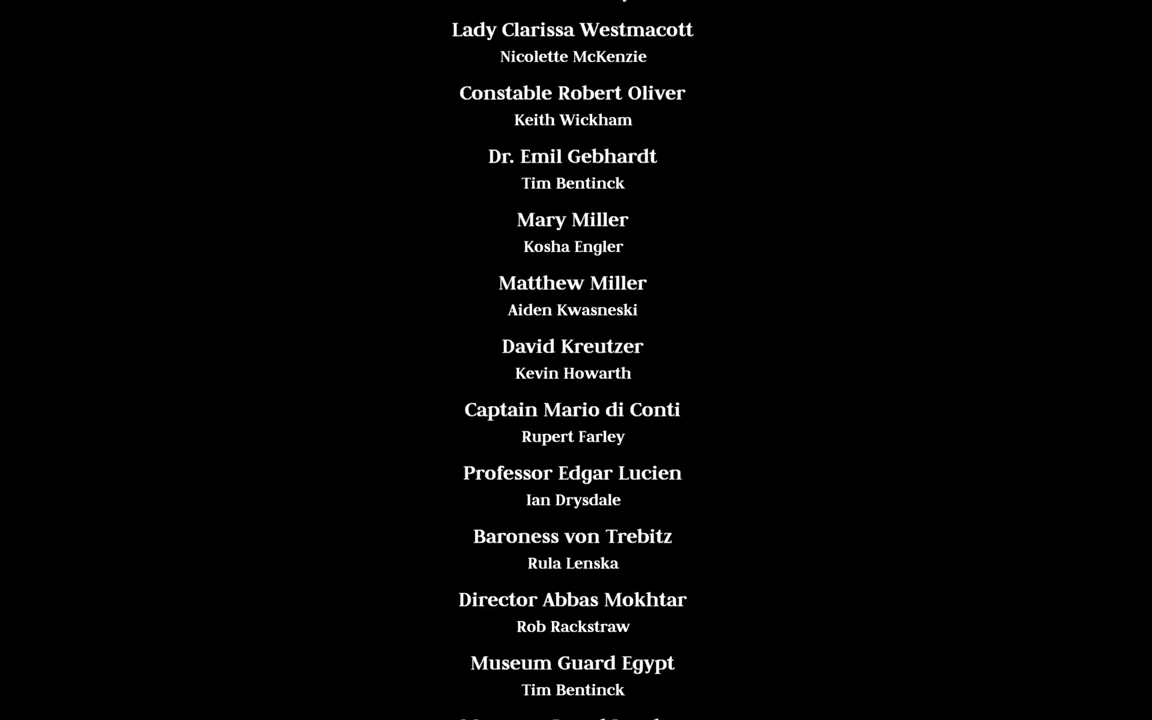 Lady Clarissa Westmacott
Nicolette McKenzie
Constable Robert Oliver
Keith Wickham
Dr. Emil Gebhardt
Tim Bentinck
Mary Miller
Kosha Engler
Matthew Miller
Aiden Kwasneski
David Kreutzer
Kevin Howarth
Captain Mario di Conti
Rupert Farley
Professor Edgar Lucien
Ian Drysdale
Baroness von Trebitz
Rula Lenska
Director Abbas Mokhtar
Rob Rackstraw
Museum Guard Egypt
Tim Bentinck